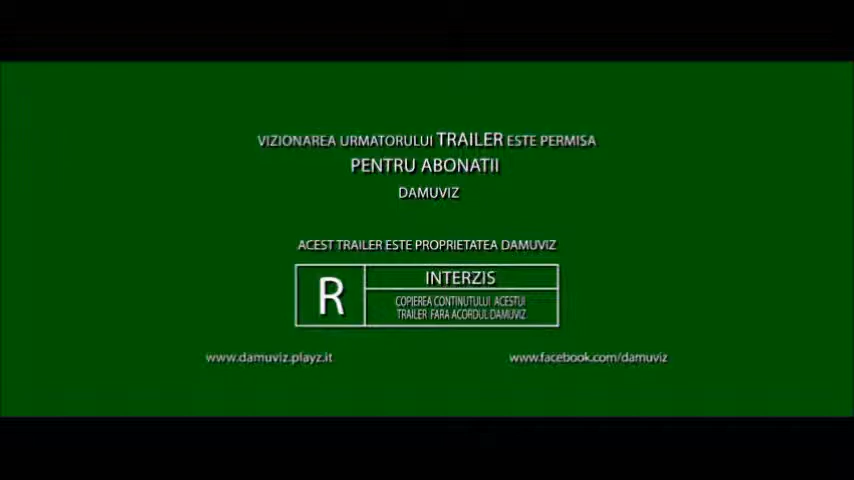 VIZIONAREA URMATORULUI TRAILER ESTE PERMISA
PENTRU ABONATII
DAMUVIZ
ACEST TRAILER ESTE PROPRIETATEA DAMUVIZ
R
INTERZIS
COPIEREA CONTINUTULUI ACESTUI
TRAILER FARA ACORDUL DAMUVIZ
www.damuviz.playz.it
www.facebook.com/damuviz